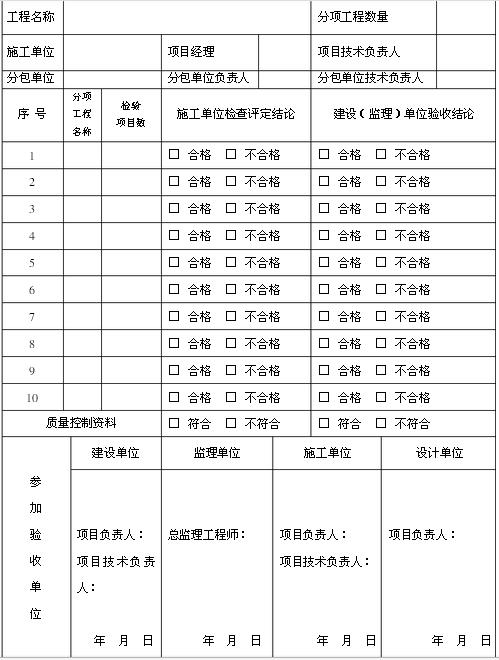 工程名称 分项工程数量
施工单位 项目经理 项目技术负责人
分包单位 分包单位负责人 分包单位技术负责人
序 号 分项工程名称 检验项目数 施工单位检查评定结论 建设（监理）单位验收结论
1 □ 合格 □ 不合格 □ 合格 □ 不合格
2 □ 合格 □ 不合格 □ 合格 □ 不合格
3 □ 合格 □ 不合格 □ 合格 □ 不合格
4 □ 合格 □ 不合格 □ 合格 □ 不合格
5 □ 合格 □ 不合格 □ 合格 □ 不合格
6 □ 合格 □ 不合格 □ 合格 □ 不合格
7 □ 合格 □ 不合格 □ 合格 □ 不合格
8 □ 合格 □ 不合格 □ 合格 □ 不合格
9 □ 合格 □ 不合格 □ 合格 □ 不合格
10 □ 合格 □ 不合格 □ 合格 □ 不合格
质量控制资料 □ 符合 □ 不符合 □ 符合 □ 不符合
参加验收单位
建设单位 监理单位 施工单位 设计单位
项目负责人： 总监理工程师： 项目负责人： 项目负责人：
项目技术负责人： 项目技术负责人：
年 月 日 年 月 日 年 月 日 年 月 日